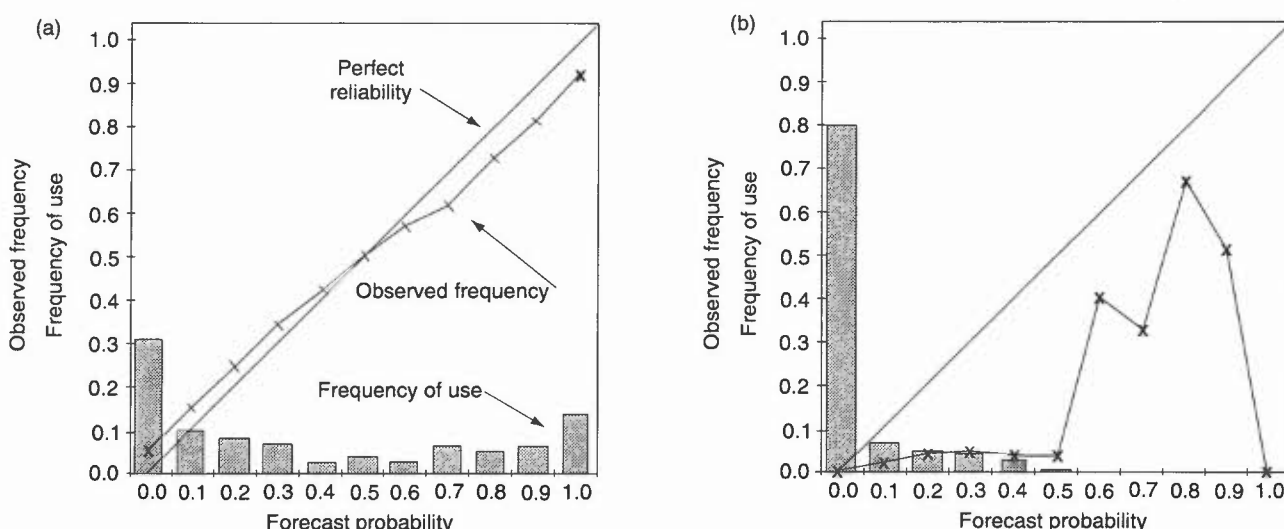 (a)
1.0
0.9
0.8
0.7
0.6
0.5
0.4
0.3
0.2
0.1
0.0
Observed frequency
Frequency of use
Perfect
reliability
Observed frequency
Frequency of use
0.0 0.1 0.2 0.3 0.4 0.5 0.6 0.7 0.8 0.9 1.0
Forecast probability
(b)
1.0
0.9
0.8
0.7
0.6
0.5
0.4
0.3
0.2
0.1
0.0
Observed frequency
Frequency of use
0.0 0.1 0.2 0.3 0.4 0.5 0.6 0.7 0.8 0.9 1.0
Forecast probability